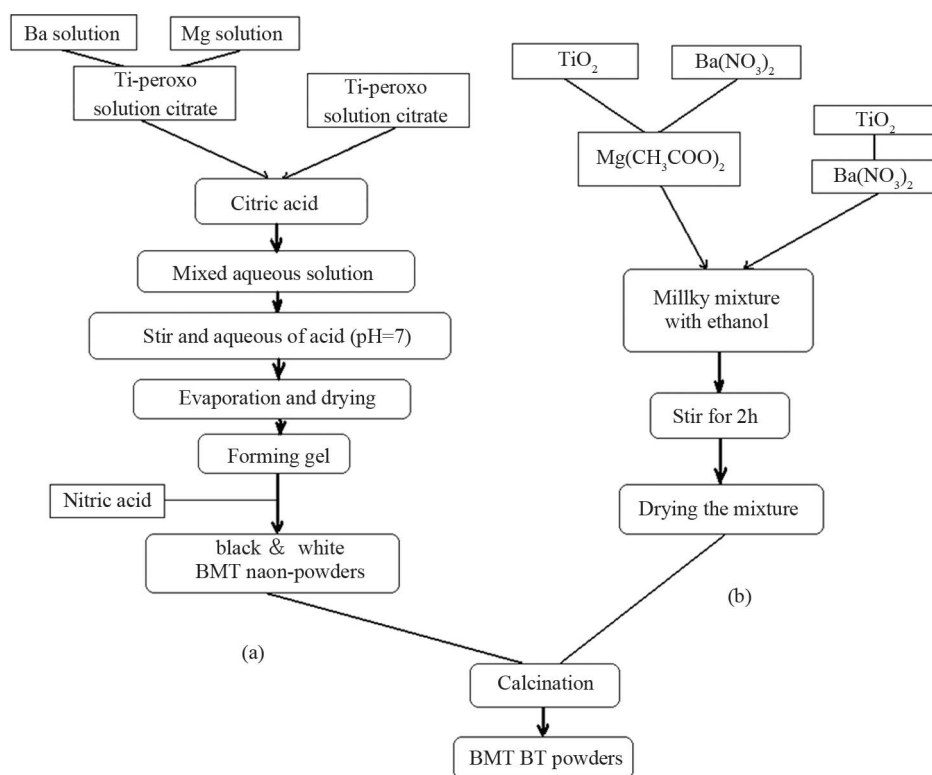 Ba solution
Mg solution
Ti-peroxo
solution citrate
Ti-peroxo
solution citrate
Citric acid
Mixed aqueous solution
Stir and aqueous of acid (pH=7)
Evaporation and drying
Forming gel
Nitric acid
black & white
BMT naon-powders
(a)
TiO₂
Ba(NO₃)₂
Mg(CH₃COO)₂
TiO₂
Ba(NO₃)₂
Millky mixture
with ethanol
Stir for 2h
Drying the mixture
(b)
Calcination
BMT BT powders